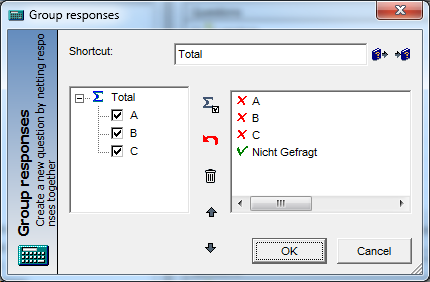 Group responses
Shortcut:
Total
Group responses
Create a new question by netting respo
nses together
Total
A
B
C
A
B
C
Nicht Gefragt
OK
Cancel